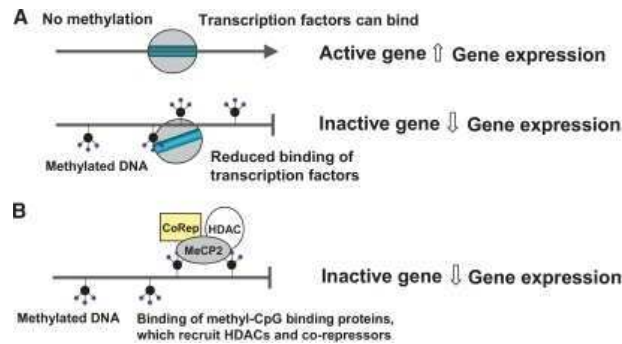 A
No methylation
Transcription factors can bind
Active gene ⇧ Gene expression
Inactive gene ⇩ Gene expression
Methylated DNA
Reduced binding of
transcription factors
B
CoRep
HDAC
MeCP2
Inactive gene ⇩ Gene expression
Methylated DNA
Binding of methyl-CpG binding proteins,
which recruit HDACs and co-repressors